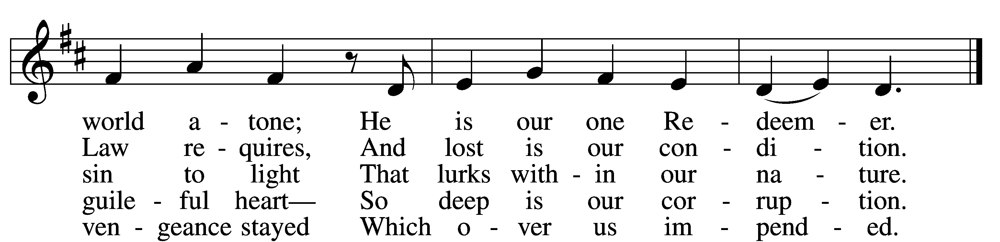 world a - tone; He is our one Re - deem - er.
Law re - quires, And lost is our con - di - tion.
sin to light That lurks with - in our na - ture.
guile - ful heart— So deep is our cor - rup - tion.
ven - geance stayed Which o - ver us im - pend - ed.